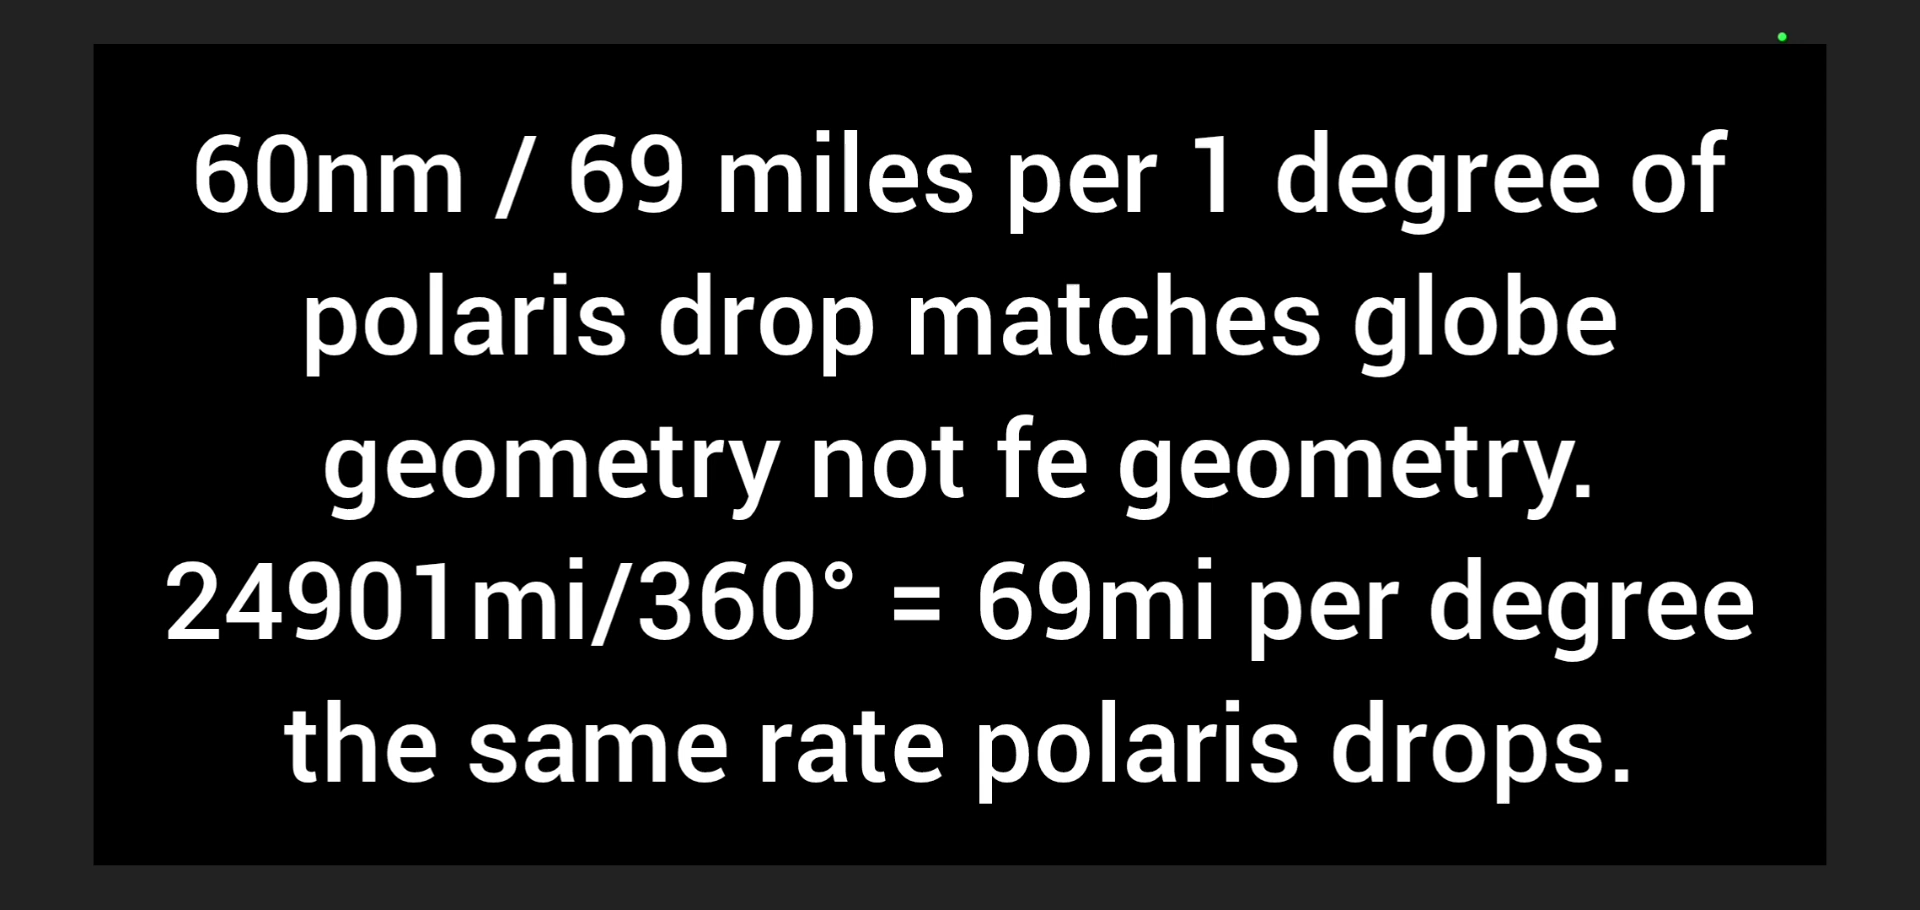 60nm / 69 miles per 1 degree of
polaris drop matches globe
geometry not fe geometry.
24901mi/360° = 69mi per degree
the same rate polaris drops.